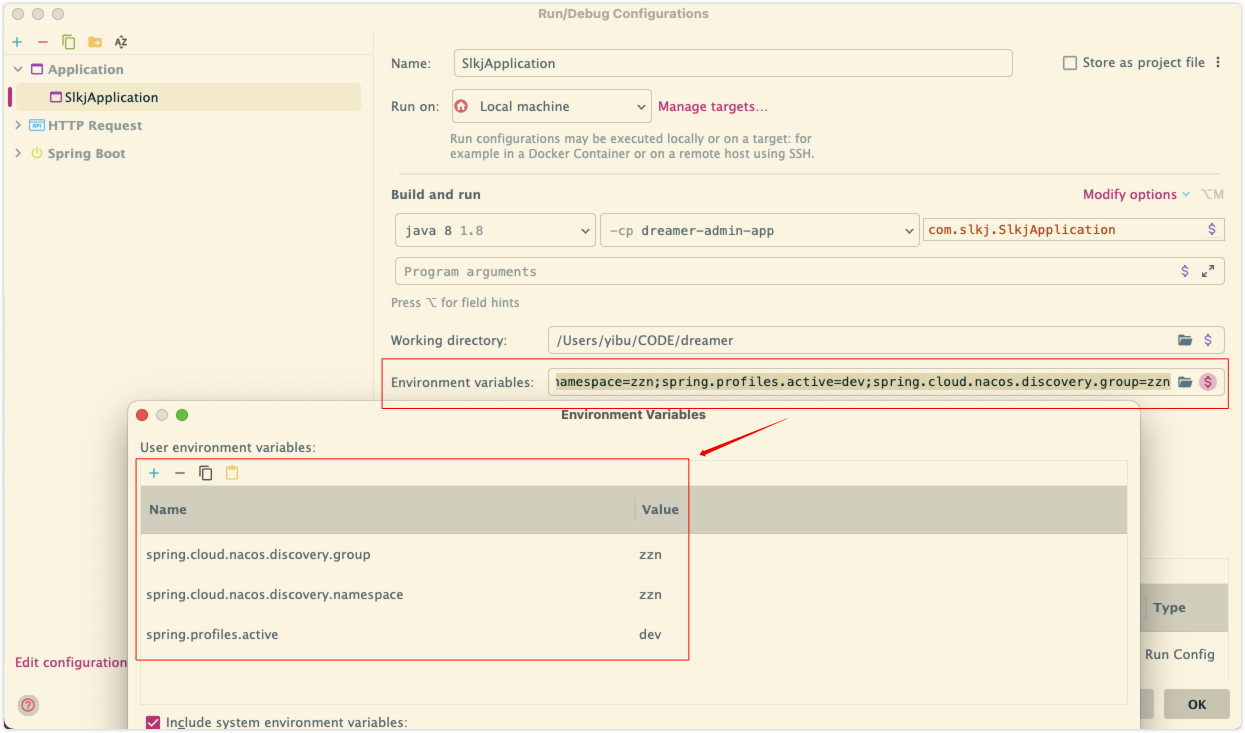 Run/Debug Configurations
Application
SlkjApplication
HTTP Request
Spring Boot
Name: SlkjApplication
Store as project file
Run on: Local machine Manage targets...
Run configurations may be executed locally or on a target: for
example in a Docker Container or on a remote host using SSH.
Build and run
Modify options ⌥M
java 8 1.8 -cp dreamer-admin-app com.slkj.SlkjApplication $
Program arguments $
Press ⌥ for field hints
Working directory: /Users/yibu/CODE/dreamer $
Environment variables: namespace=zzn;spring.profiles.active=dev;spring.cloud.nacos.discovery.group=zzn $
Environment Variables
User environment variables:
Name Value
spring.cloud.nacos.discovery.group zzn
spring.cloud.nacos.discovery.namespace zzn
spring.profiles.active dev
Include system environment variables:
Type
Run Config
Edit configuration
? OK